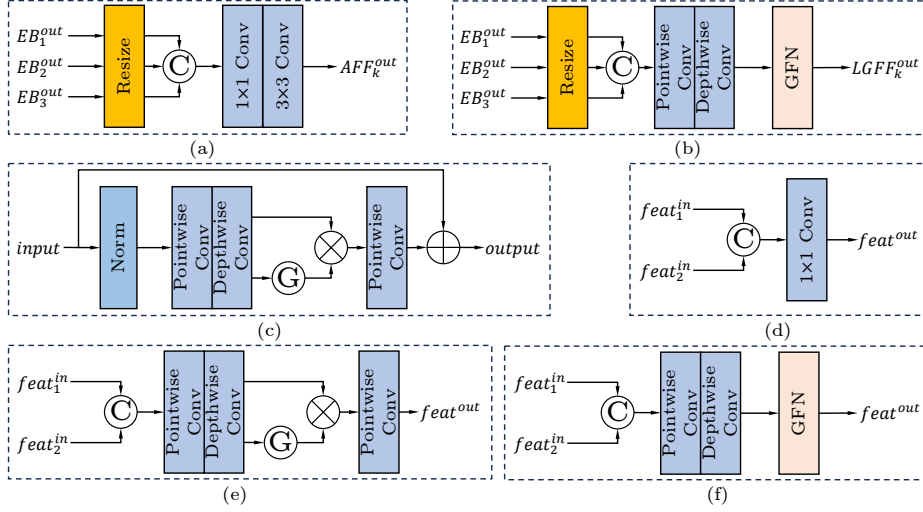 EB_1^{out}
EB_2^{out}
EB_3^{out}
Resize
C
1×1 Conv
3×3 Conv
AFF_k^{out}
(a)
EB_1^{out}
EB_2^{out}
EB_3^{out}
Resize
C
Pointwise
Conv
Depthwise
Conv
GFN
LGFF_k^{out}
(b)
input
Norm
Pointwise
Conv
Depthwise
Conv
G
Pointwise
Conv
output
(c)
feat_1^{in}
feat_2^{in}
C
1×1 Conv
feat^{out}
(d)
feat_1^{in}
feat_2^{in}
C
Pointwise
Conv
Depthwise
Conv
G
Pointwise
Conv
feat^{out}
(e)
feat_1^{in}
feat_2^{in}
C
Pointwise
Conv
Depthwise
Conv
GFN
feat^{out}
(f)